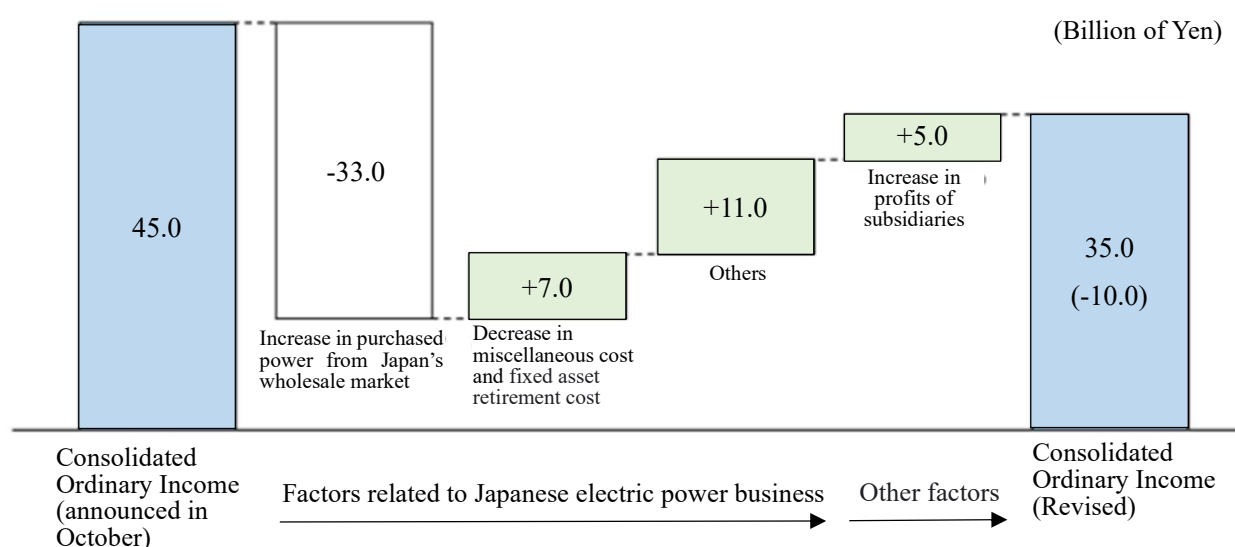 (Billion of Yen)
45.0
-33.0
+7.0
+11.0
+5.0
35.0
(-10.0)
Increase in purchased
power from Japan's
wholesale market
Decrease in
miscellaneous cost
and fixed asset
retirement cost
Others
Increase in
profits of
subsidiaries
Consolidated
Ordinary Income
(announced in
October)
Factors related to Japanese electric power business
Other factors
Consolidated
Ordinary Income
(Revised)